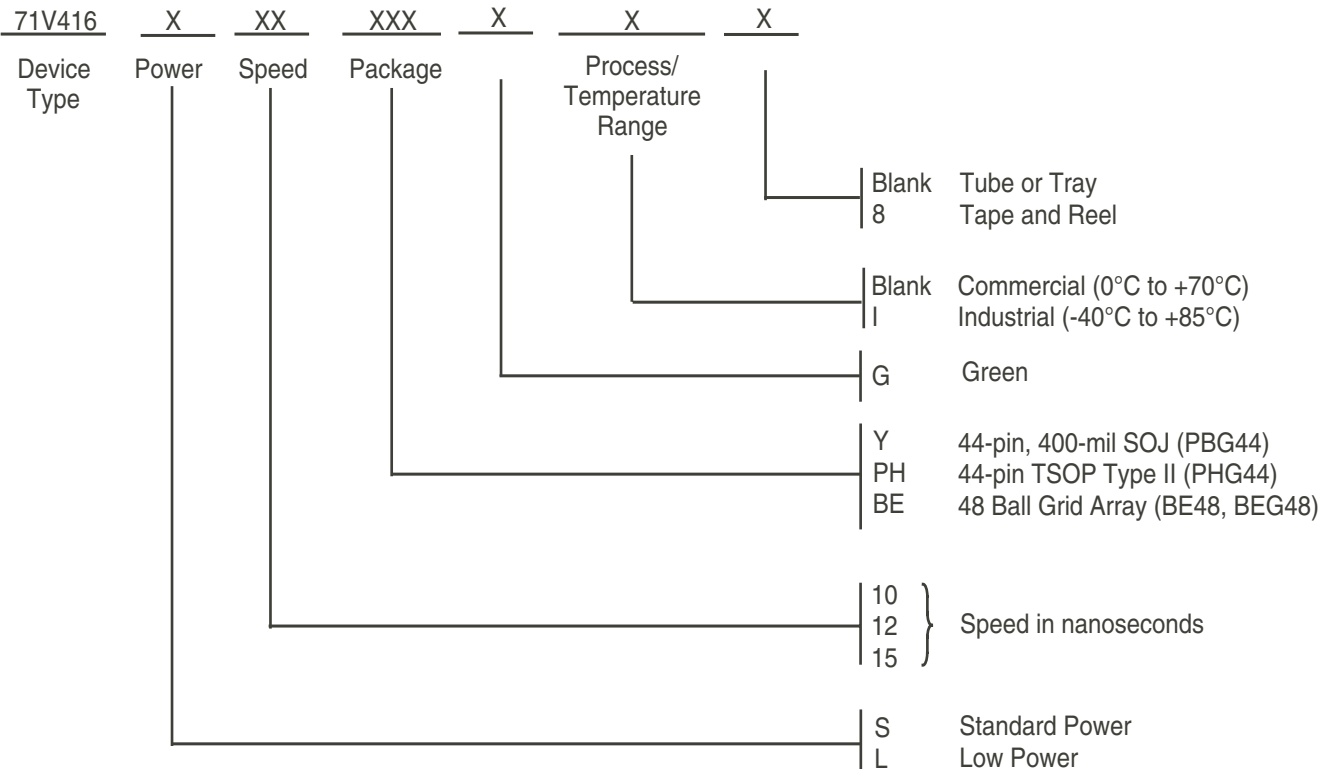 71V416 X XX XXX X X X
Device Type
Power
Speed
Package
Process/
Temperature
Range
Blank Tube or Tray
8 Tape and Reel
Blank Commercial (0°C to +70°C)
I Industrial (-40°C to +85°C)
G Green
Y 44-pin, 400-mil SOJ (PBG44)
PH 44-pin TSOP Type II (PHG44)
BE 48 Ball Grid Array (BE48, BEG48)
10
12 Speed in nanoseconds
15
S Standard Power
L Low Power